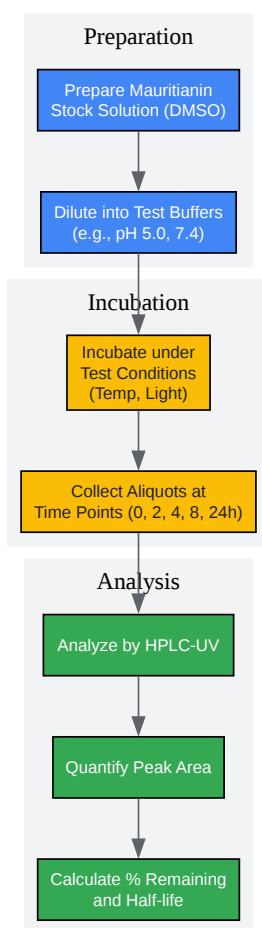 Preparation
Prepare Mauritianin
Stock Solution (DMSO)
Dilute into Test Buffers
(e.g., pH 5.0, 7.4)
Incubation
Incubate under
Test Conditions
(Temp, Light)
Collect Aliquots at
Time Points (0, 2, 4, 8, 24h)
Analysis
Analyze by HPLC-UV
Quantify Peak Area
Calculate % Remaining
and Half-life